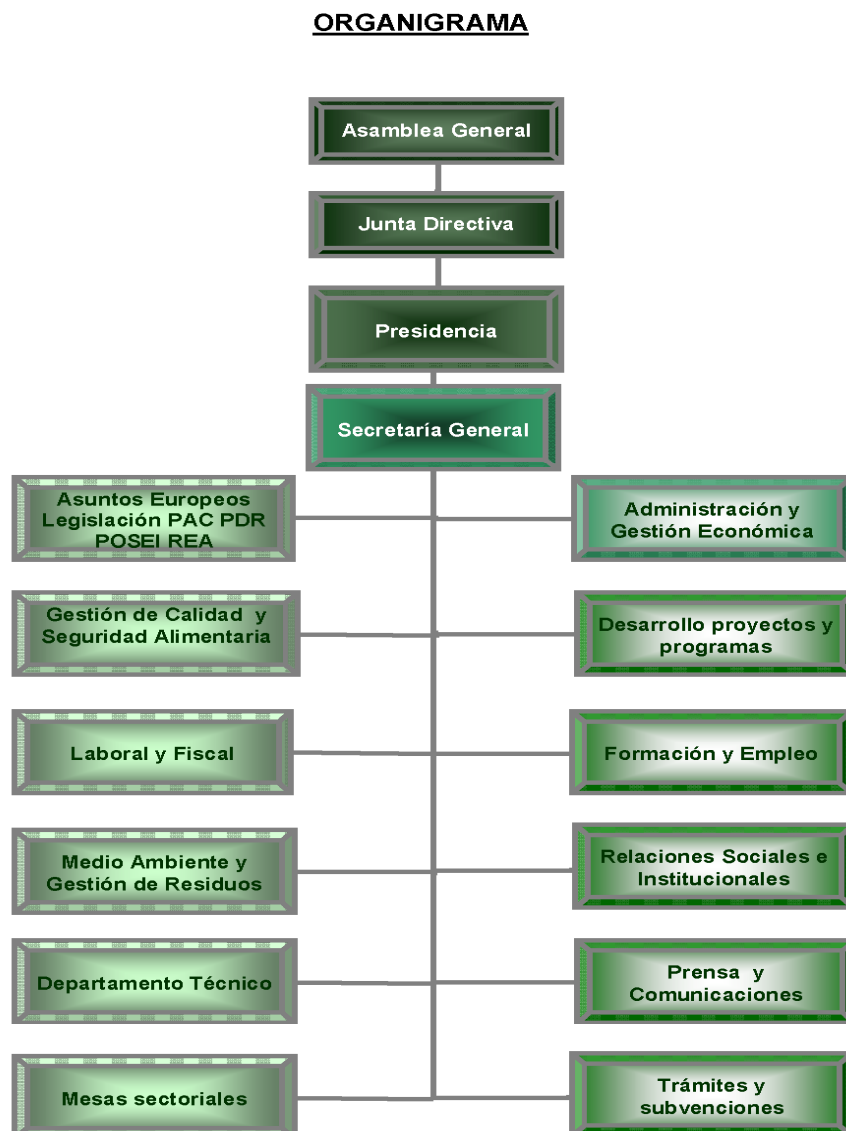 ORGANIGRAMA
Asamblea General
Junta Directiva
Presidencia
Secretaría General
Asuntos Europeos
Legislación PAC PDR
POSEI REA
Administración y
Gestión Económica
Gestión de Calidad y
Seguridad Alimentaria
Desarrollo proyectos y
programas
Laboral y Fiscal
Formación y Empleo
Medio Ambiente y
Gestión de Residuos
Relaciones Sociales e
Institucionales
Departamento Técnico
Prensa y
Comunicaciones
Mesas sectoriales
Trámites y
subvenciones